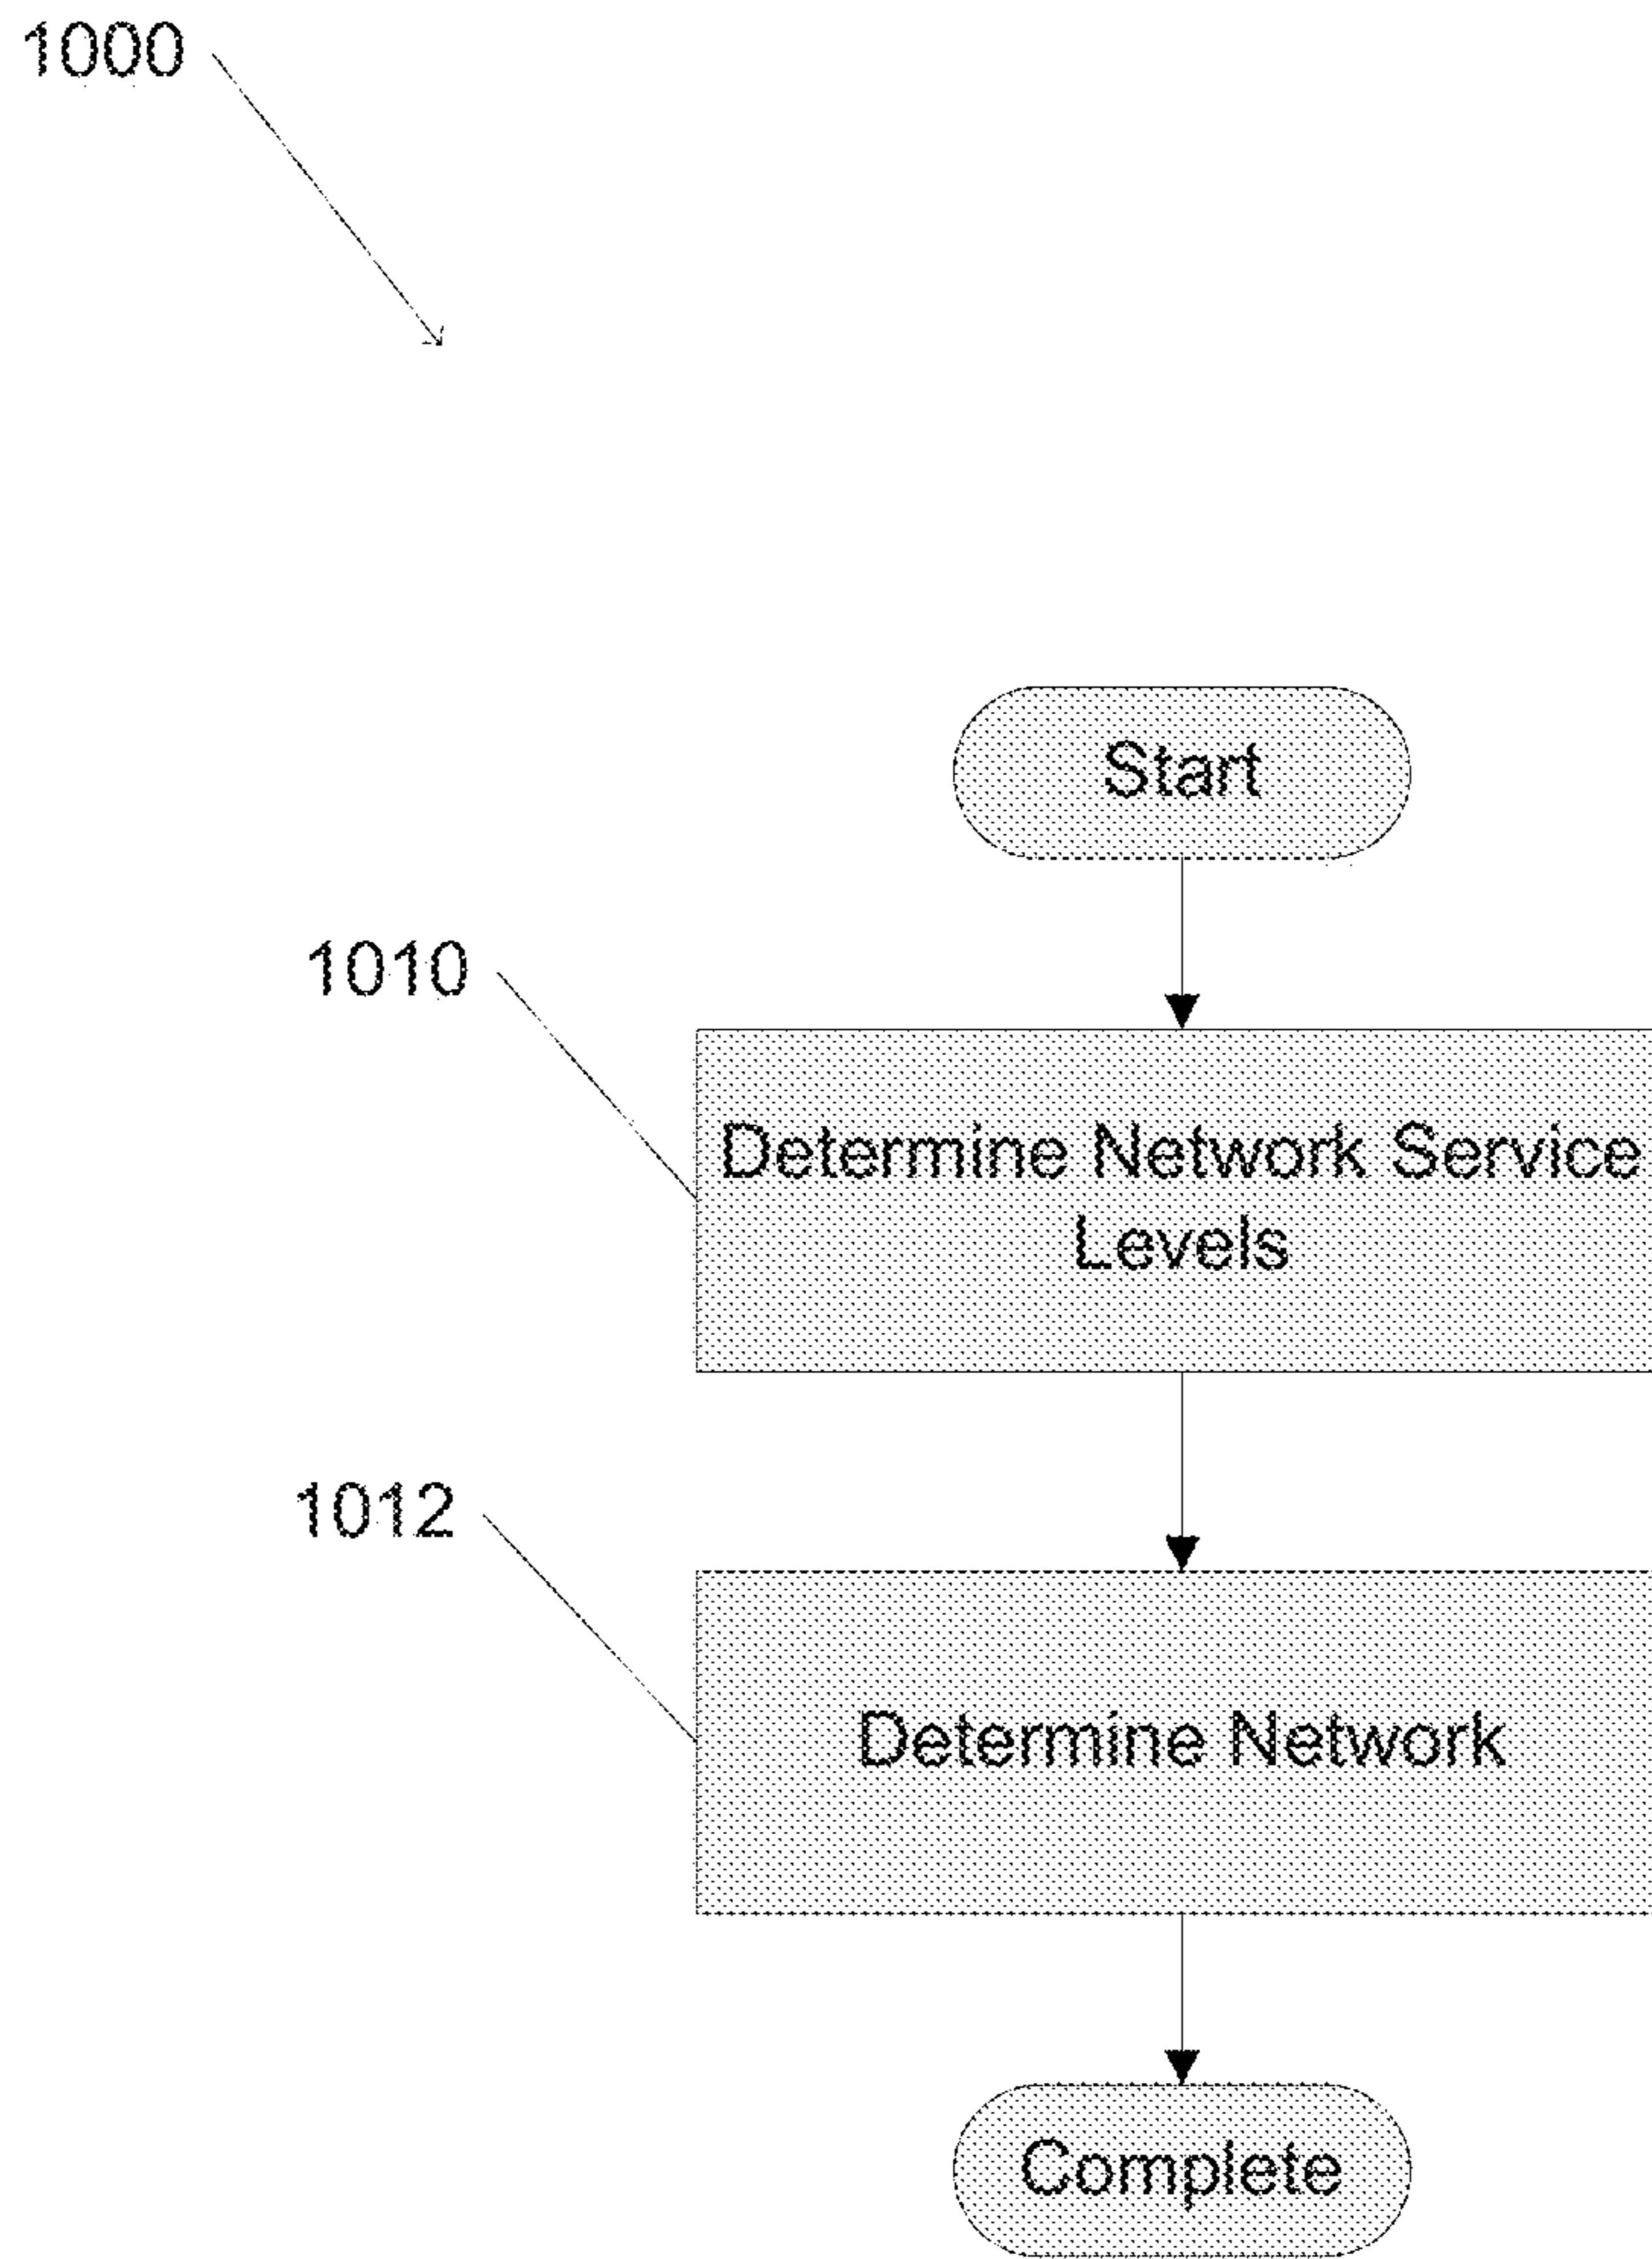 1000
Start
1010
Determine Network Service
Levels
1012
Determine Network
Complete